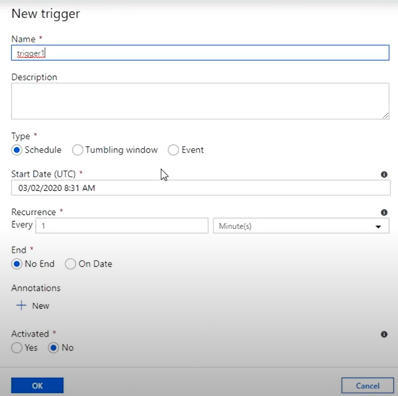 New trigger
Name *
trigger1
Description
Type *
Schedule Tumbling window Event
Start Date (UTC) *
03/02/2020 8:31 AM
Recurrence *
Every 1 Minute(s)
End *
No End On Date
Annotations
+ New
Activated *
Yes No
OK Cancel